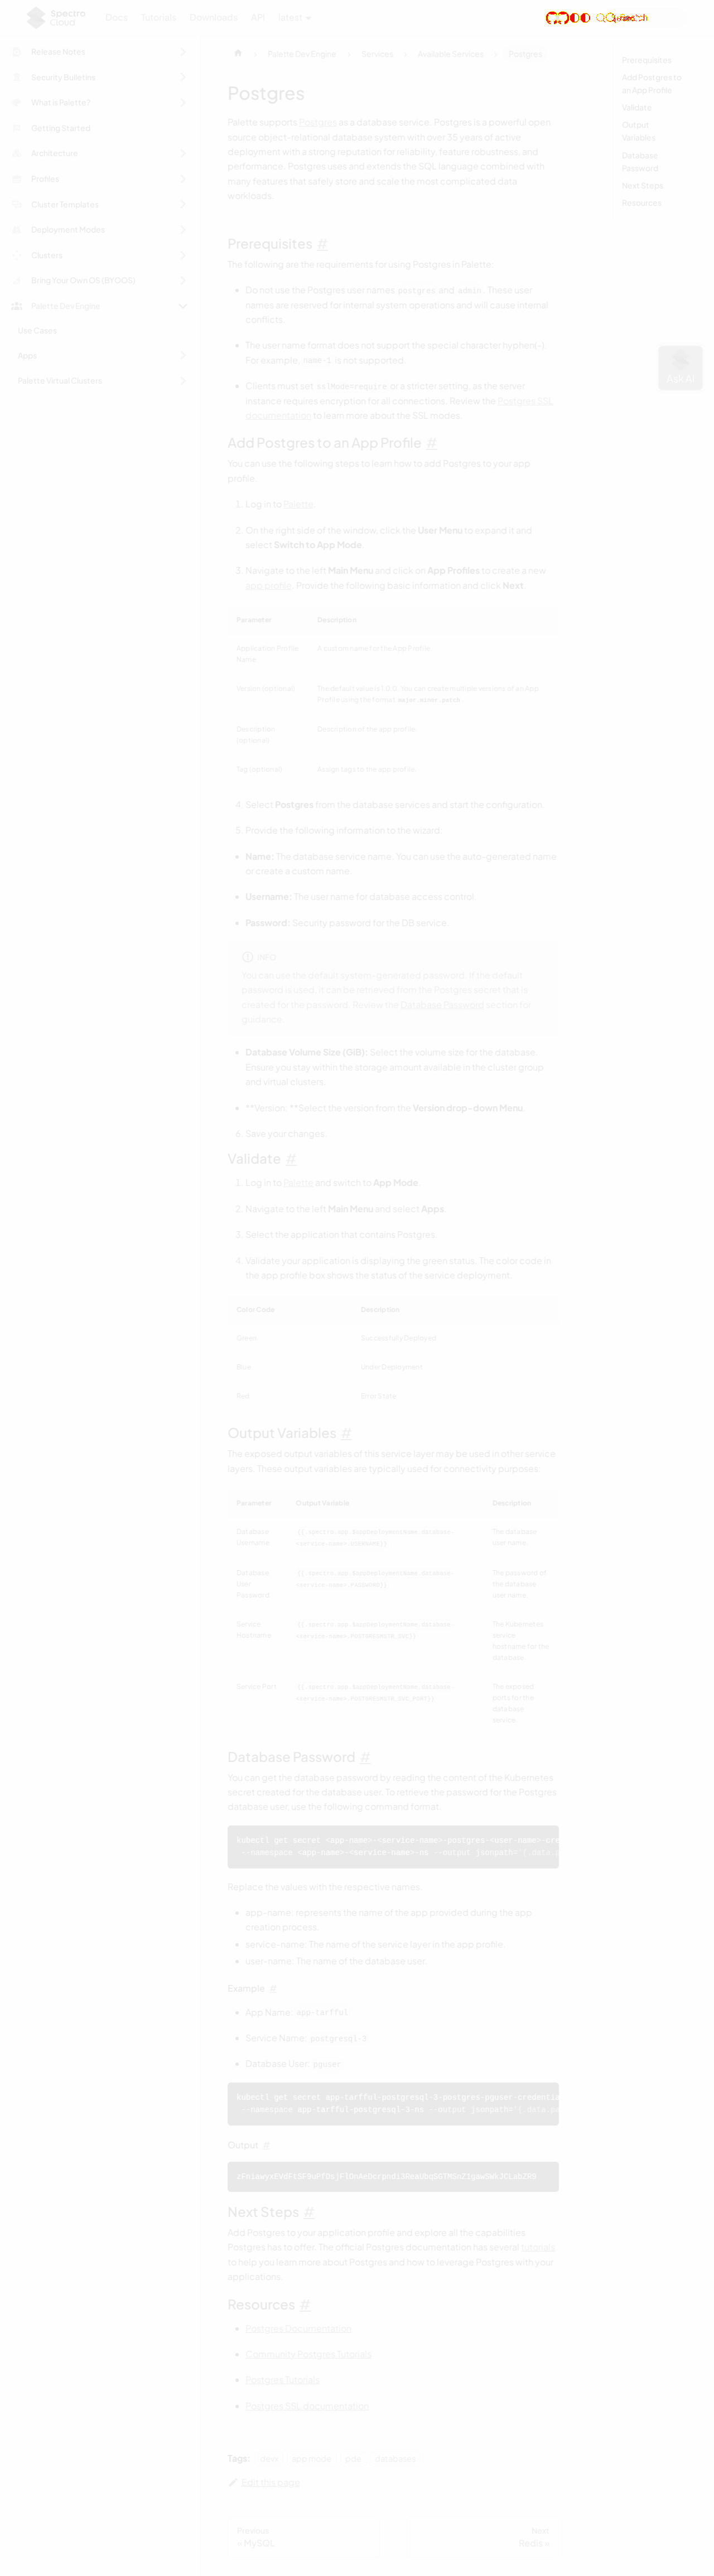 Spectro
Cloud
Docs
Tutorials
Downloads
API
latest
Release Notes
Security Bulletins
What is Palette?
Getting Started
Architecture
Profiles
Cluster Templates
Deployment Modes
Clusters
Bring Your Own OS (BYOOS)
Palette Dev Engine
Use Cases
Apps
Palette Virtual Clusters
Palette Dev Engine
Services
Available Services
Postgres
Postgres
Palette supports Postgres as a database service. Postgres is a powerful open
source object-relational database system with over 35 years of active
development with a strong reputation for reliability, feature robustness, and
performance. Postgres uses and extends the SQL language combined with
many features that safely store and scale the most complicated data
workloads.
Prerequisites #
The following are the requirements for using Postgres in Palette:
Do not use the Postgres user names postgres and admin. These user
names are reserved for internal system operations and will cause internal
conflicts.
The user name format does not support the special character hyphen(-)
For example, name-1 is not supported.
Clients must set sslMode=require or a stricter setting, as the server
instance requires encryption for all connections. Review the Postgres SSL
documentation to learn more about the SSL modes.
Add Postgres to an App Profile #
You can use the following steps to learn how to add Postgres to your app
profile
1. Log in to Palette
2. On the right side of the window, click the User Menu to expand it and
select Switch to App Mode.
3. Navigate to the left Main Menu and click on App Profiles to create a new
app profile. Provide the following basic information and click Next.
Parameter
Description
Application Profile
Name
A custom name for the App Profile
Version (optional)
The default value is 1.0.0. You can create multiple versions of an App
Profile using the format major.minor.patch.
Description
(optional)
Description of the app profile.
Tag (optional)
Assign tags to the app profile.
4. Select Postgres from the database services and start the configuration.
5. Provide the following information to the wizard:
Name: The database service name. You can use the auto-generated name
or create a custom name.
Username: The user name for database access control.
Password: Security password for the DB service.
INFO
You can use the default system-generated password. If the default
password is used, it can be retrieved from the Postgres secret that is
created for the password. Review the Database Password section for
guidance.
Database Volume Size (GiB): Select the volume size for the database.
Ensure you stay within the storage amount available in the cluster group
and virtual clusters.
**Version: **Select the version from the Version drop-down Menu.
6. Save your changes.
Validate #
1. Log in to Palette and switch to App Mode.
2. Navigate to the left Main Menu and select Apps.
3. Select the application that contains Postgres.
4. Validate your application is displaying the green status. The color code in
the app profile box shows the status of the service deployment.
Color Code
Description
Green
Successfully Deployed
Blue
Under Deployment
Red
Error State
Output Variables #
The exposed output variables of this service layer may be used in other service
layers. These output variables are typically used for connectivity purposes:
Parameter
Output Variable
Description
Database
Username
The database
user name.
Database
User
Password
The password of
the database
user name.
Service
Hostname
The Kubernetes
service
hostname for the
database.
Service Port
The exposed
ports for the
database
service.
Database Password #
You can get the database password by reading the content of the Kubernetes
secret created for the database user. To retrieve the password for the Postgres
database user, use the following command format.
kubectl get secret <app-name>-<service-name>-postgres-<user-name>-cre
--namespace <app-name>-<service-name>-ns --output jsonpath='{.data.p
Replace the values with the respective names.
app-name: represents the name of the app provided during the app
creation process.
service-name: The name of the service layer in the app profile.
user-name: The name of the database user.
Example #
App Name: app-tarfful
Service Name: postgresql-3
Database User: pguser
kubectl get secret app-tarfful-postgresql-3-postgres-pguser-credentia
--namespace app-tarfful-postgresql-3-ns --output jsonpath='{.data.pa
Output #
Next Steps #
Add Postgres to your application profile and explore all the capabilities
Postgres has to offer. The official Postgres documentation has several tutorials
to help you learn more about Postgres and how to leverage Postgres with your
applications.
Resources #
Postgres Documentation
Community Postgres Tutorials
Postgres Tutorials
Postgres SSL documentation
Tags:
devx
app mode
pde
databases
Edit this page
Previous
« MySQL
Next
Redis »
Prerequisites
Add Postgres to
an App Profile
Validate
Output
Variables
Database
Password
Next Steps
Resources
Ask AI